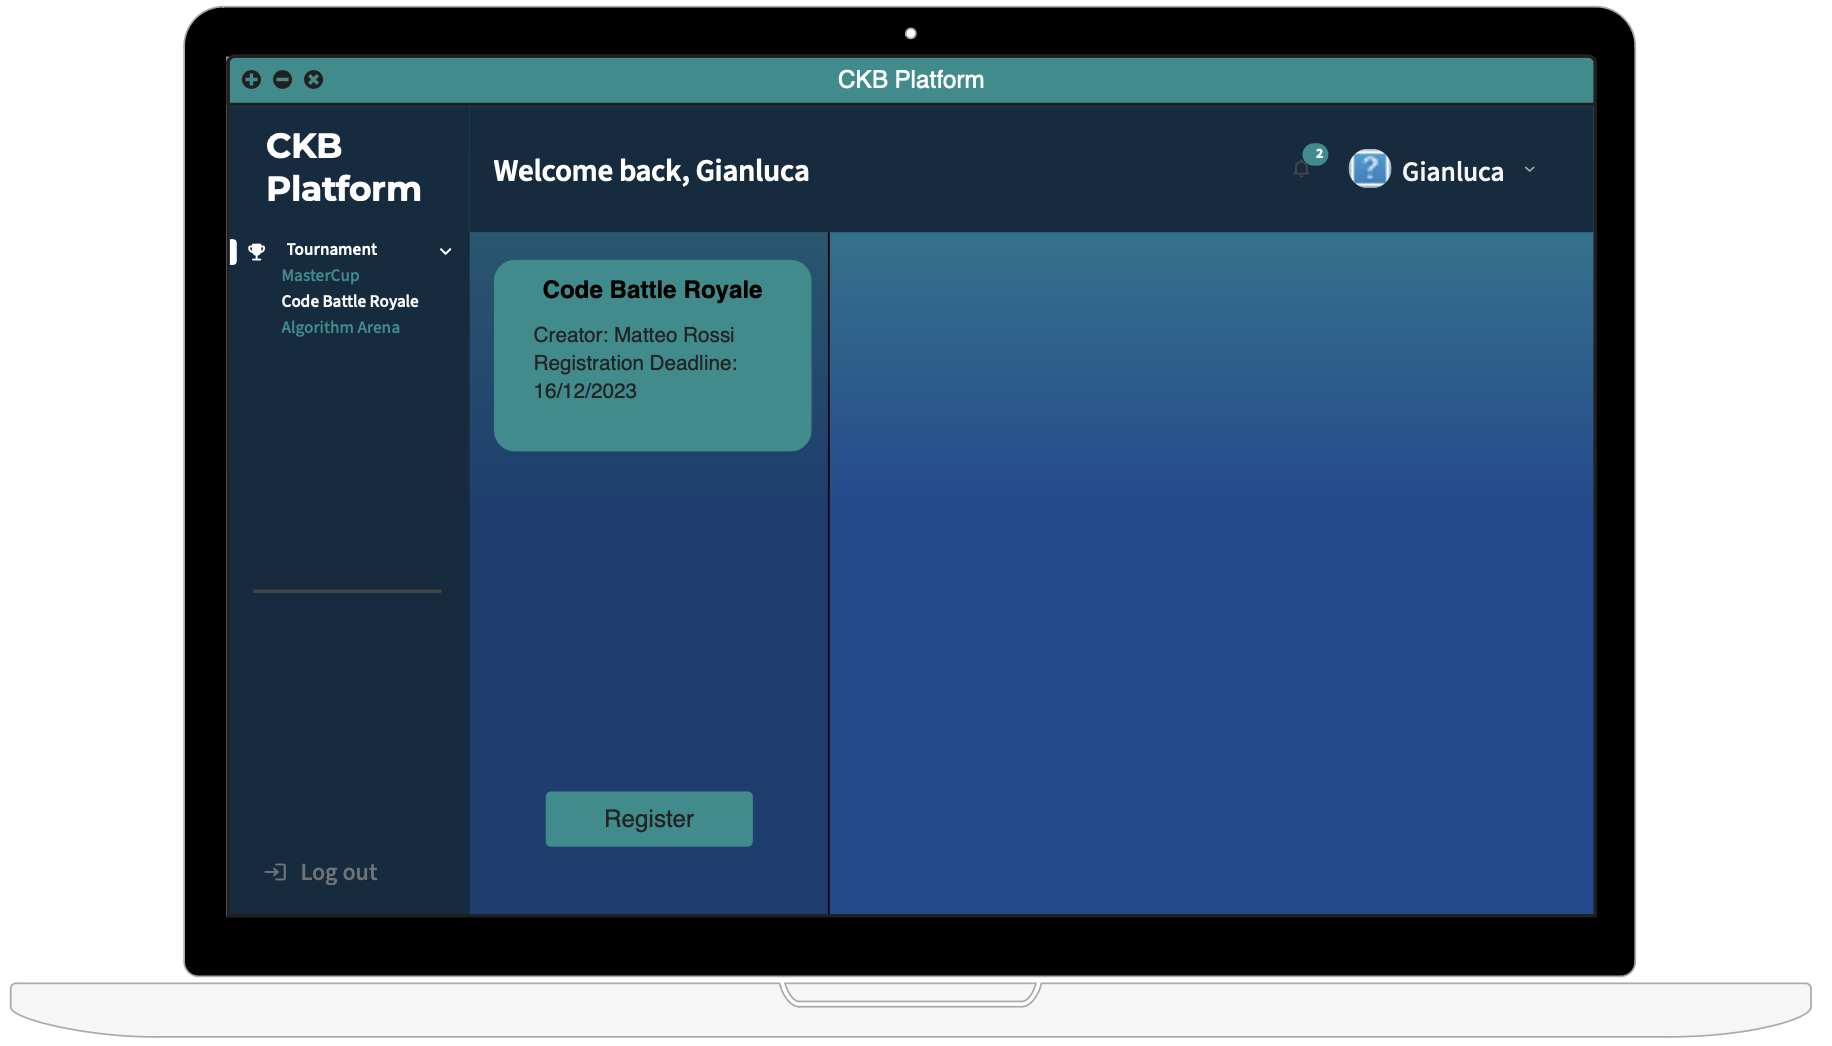 CKB Platform
CKB
Platform
Welcome back, Gianluca
2
?
Gianluca
Tournament
MasterCup
Code Battle Royale
Algorithm Arena
Code Battle Royale
Creator: Matteo Rossi
Registration Deadline:
16/12/2023
Register
Log out